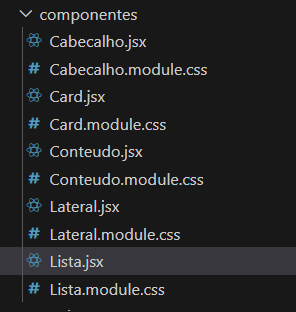 componentes
Cabecalho.jsx
# Cabecalho.module.css
Card.jsx
# Card.module.css
Conteudo.jsx
# Conteudo.module.css
Lateral.jsx
# Lateral.module.css
Lista.jsx
# Lista.module.css